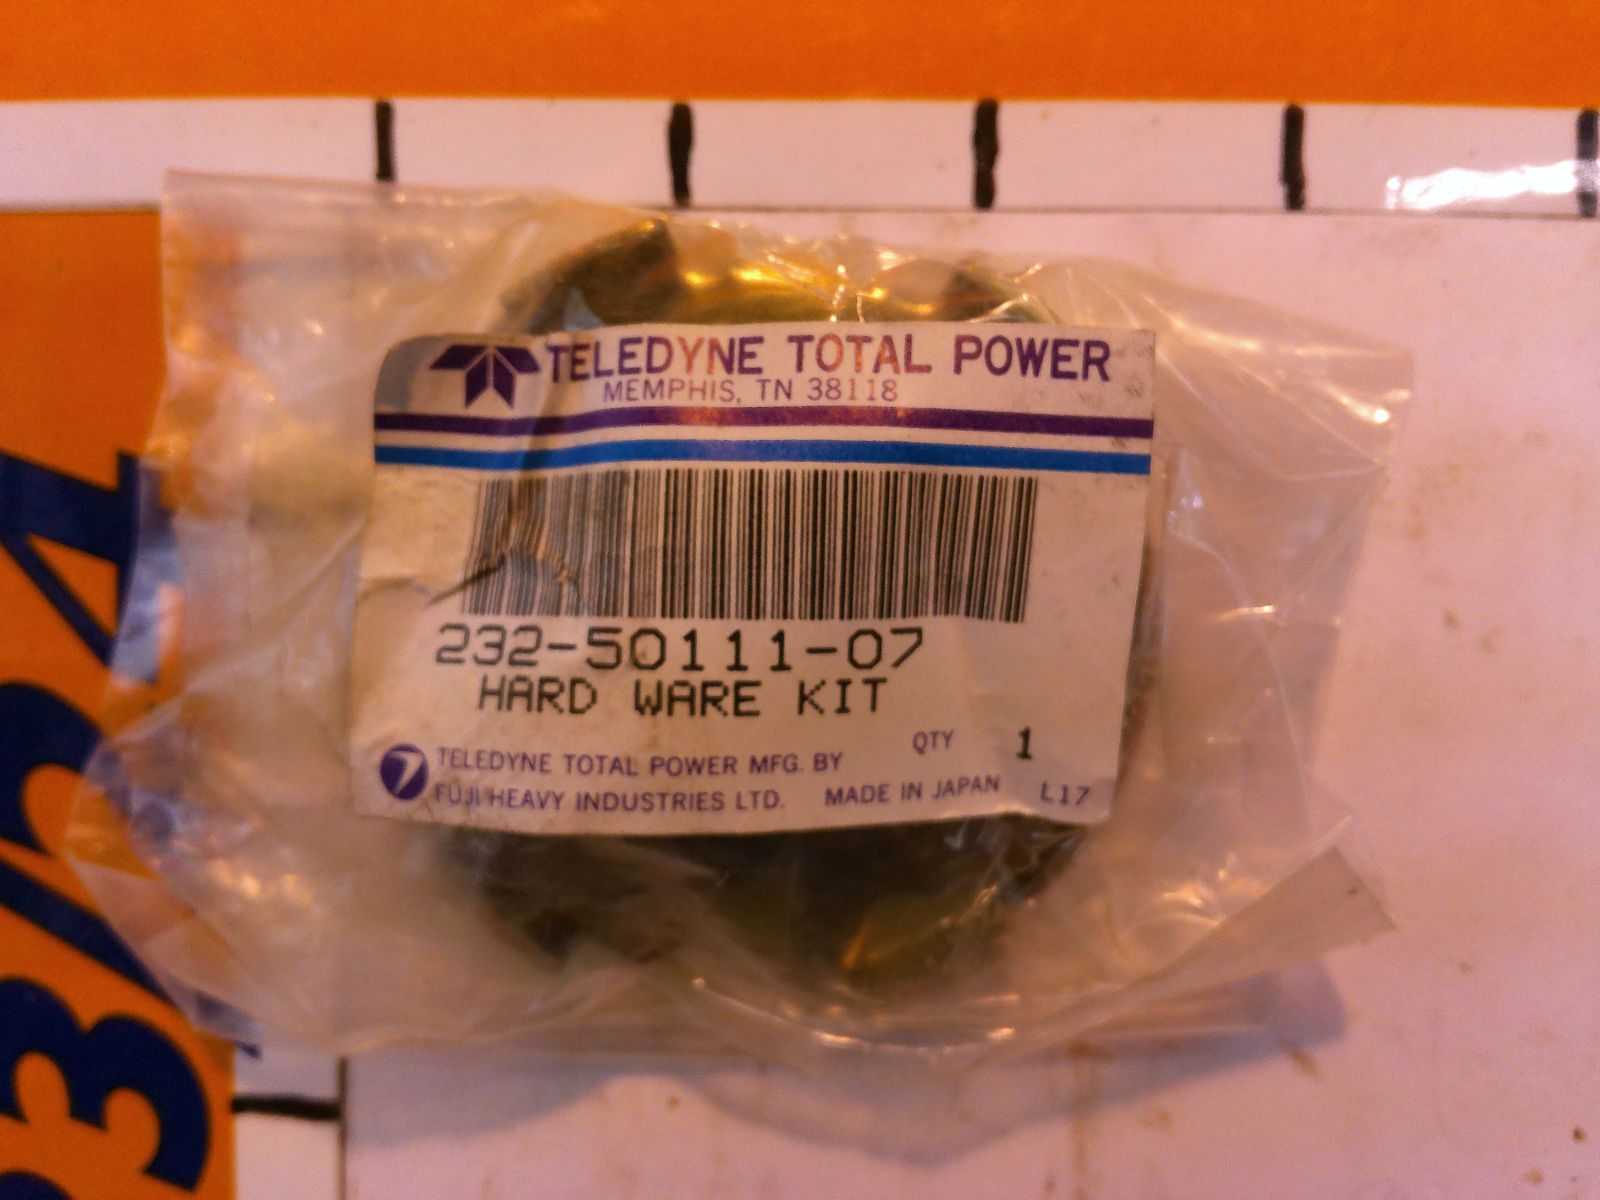 TELEDYNE TOTAL POWER
MEMPHIS, TN 38118
232-50111-07
HARD WARE KIT
QTY 1
TELEDYNE TOTAL POWER MFG. BY
FUJI HEAVY INDUSTRIES LTD. MADE IN JAPAN L17